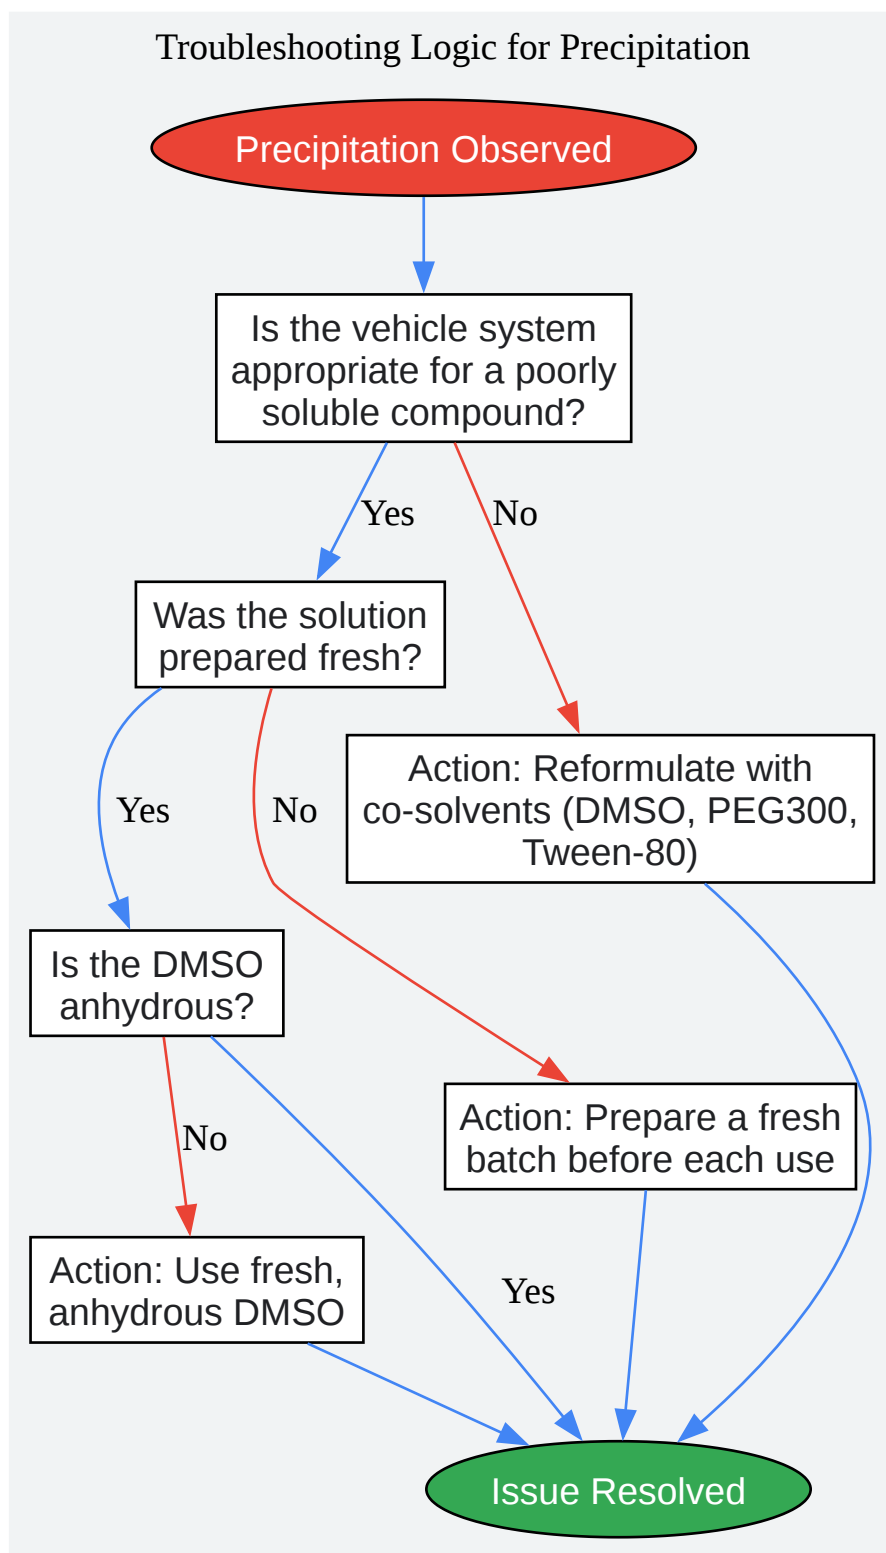 Troubleshooting Logic for Precipitation
Precipitation Observed
Is the vehicle system
appropriate for a poorly
soluble compound?
Yes
No
Was the solution
prepared fresh?
Action: Reformulate with
co-solvents (DMSO, PEG300,
Tween-80)
Yes
No
Is the DMSO
anhydrous?
Action: Prepare a fresh
batch before each use
No
Action: Use fresh,
anhydrous DMSO
Yes
Issue Resolved